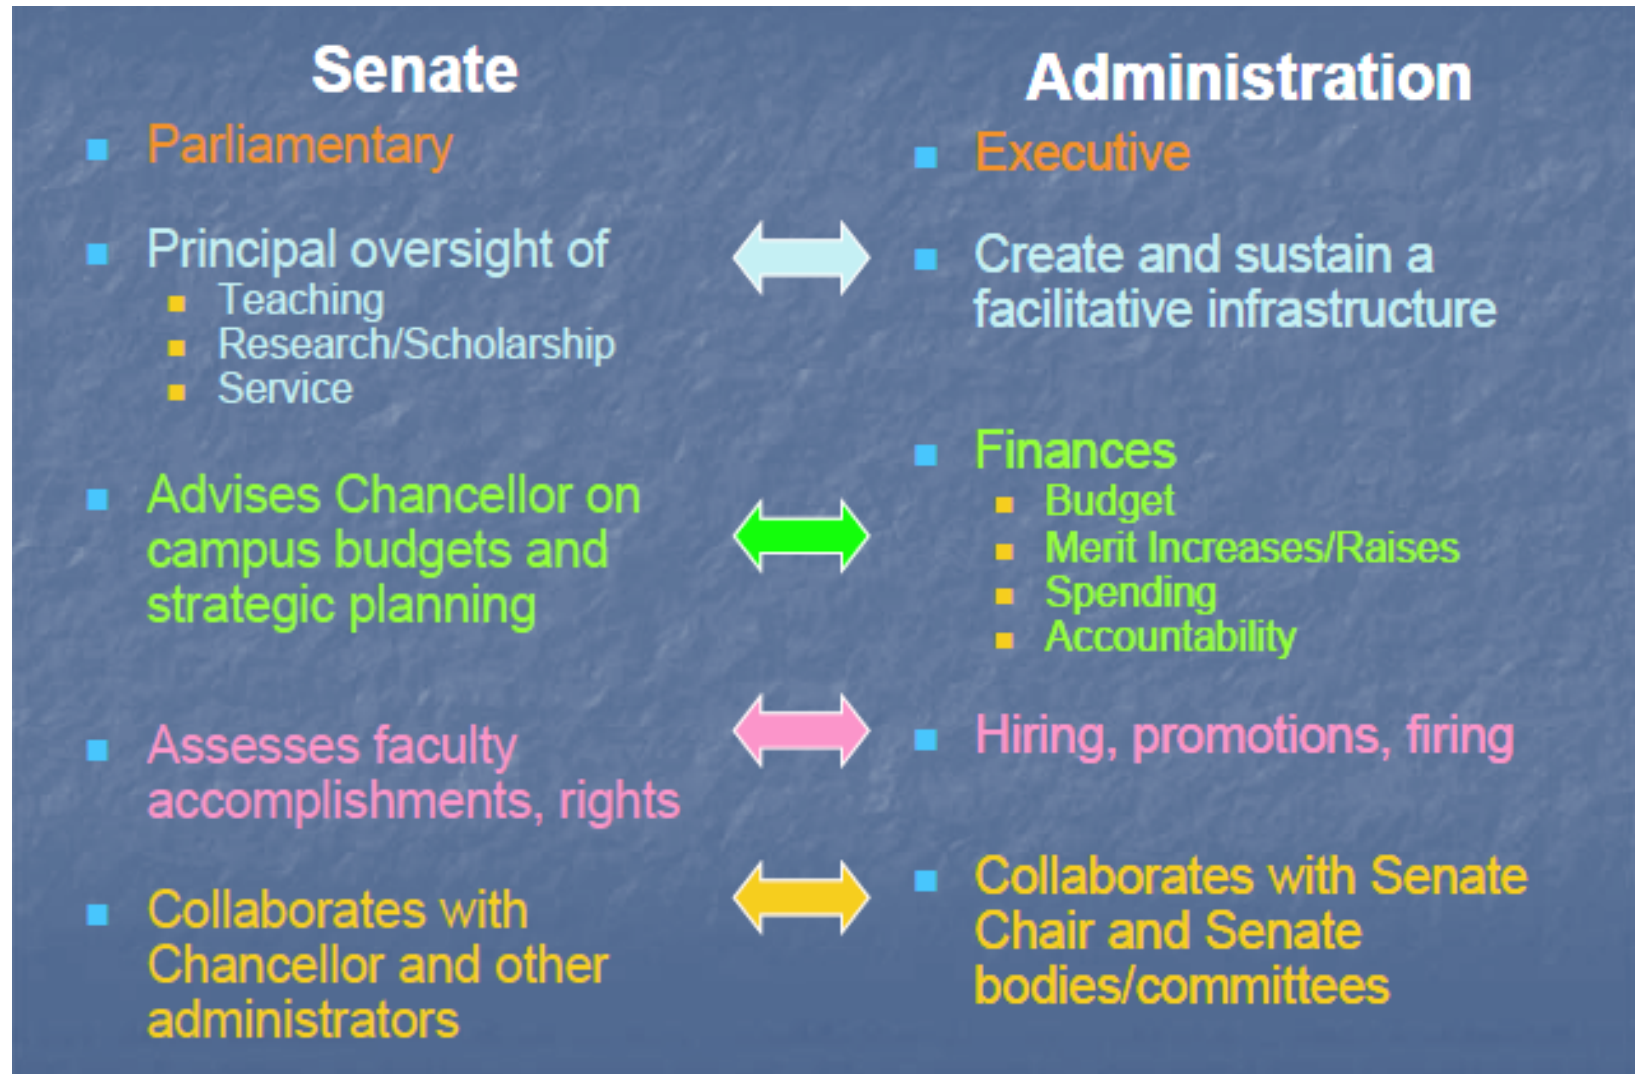 Senate
Parliamentary
Principal oversight of
Teaching
Research/Scholarship
Service
Advises Chancellor on
campus budgets and
strategic planning
Assesses faculty
accomplishments, rights
Collaborates with
Chancellor and other
administrators
Administration
Executive
Create and sustain a
facilitative infrastructure
Finances
Budget
Merit Increases/Raises
Spending
Accountability
Hiring, promotions, firing
Collaborates with Senate
Chair and Senate
bodies/committees